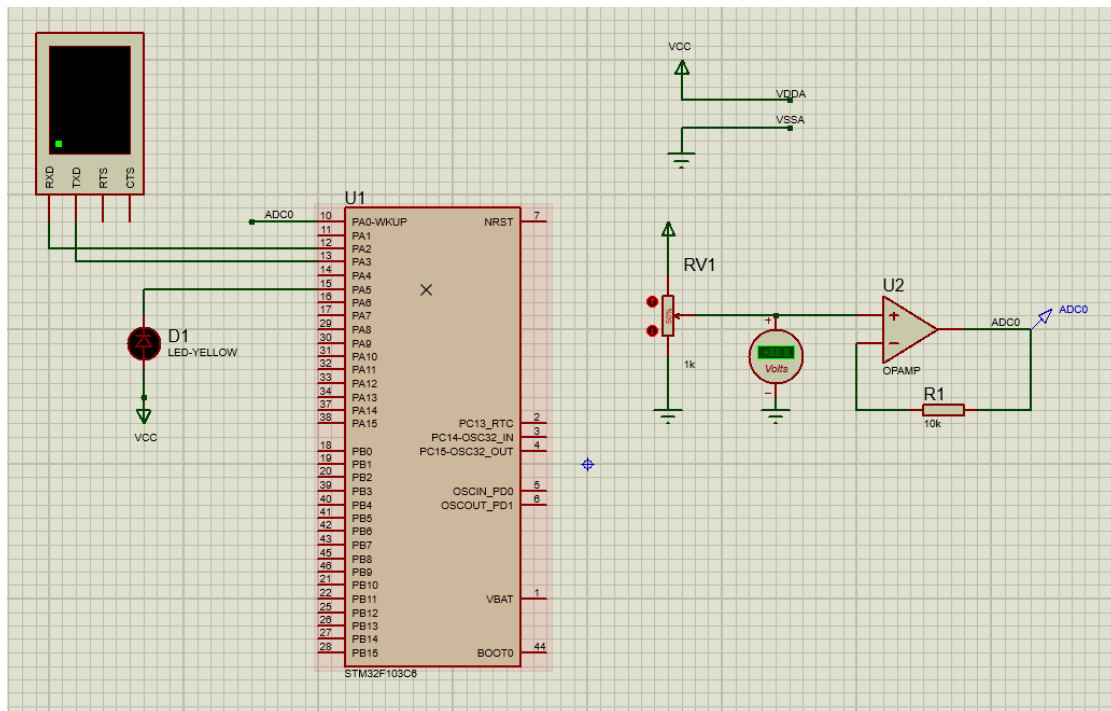 RXD
TXD
RTS
CTS
VCC
VDDA
VSSA
U1
ADC0
10 PA0-WKUP
11 PA1
12 PA2
13 PA3
14 PA4
15 PA5
16 PA6
17 PA7
29 PA8
30 PA9
31 PA10
32 PA11
33 PA12
34 PA13
37 PA14
38 PA15
18 PB0
19 PB1
20 PB2
39 PB3
40 PB4
41 PB5
42 PB6
43 PB7
45 PB8
46 PB9
21 PB10
22 PB11
25 PB12
26 PB13
27 PB14
28 PB15
NRST 7
PC13_RTC 2
PC14-OSC32_IN 3
PC15-OSC32_OUT 4
OSCIN_PD0 5
OSCOUT_PD1 6
VBAT 1
BOOT0 44
STM32F103C6
D1
LED-YELLOW
VCC
RV1
50%
1k
+
Volts
−
U2
+
−
OPAMP
ADC0
ADC0
R1
10k